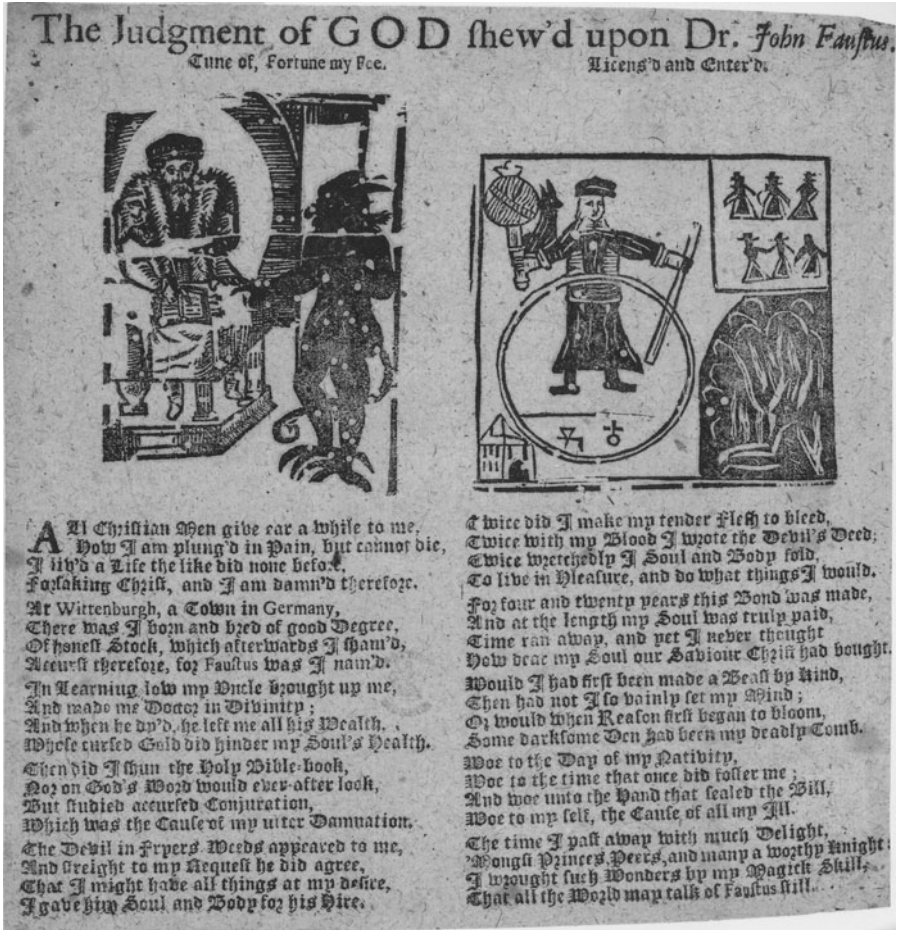 The Judgment of GOD shew'd upon Dr. John Faustus.
Tune of, Fortune my Foe.
Licens'd and Enter'd.
ALl Christian Men give ear a while to me,
How I am plung'd in Pain, but cannot die,
I liv'd a Life the like did none before,
Forsaking Christ, and I am damn'd therefore.
At Wittenburgh, a Town in Germany,
There was I born and bred of good Degree,
Of honest Stock, which afterwards I sham'd,
Accurst therefore, for Faustus was I nam'd.
In Learning low my Uncle brought up me,
And made me Doctor in Divinity;
And when he dy'd, he left me all his Wealth,
Whose cursed Gold did hinder my Soul's Health.
Then did I shun the Holy Bible-book,
Nor on God's Word would ever-after look,
But studied accursed Conjuration,
Which was the Cause of my utter Damnation.
The Devil in Fryers Weeds appeared to me,
And streight to my Request he did agree,
That I might have all things at my desire,
I gave him Soul and Body for his Hire.
Twice did I make my tender Flesh to bleed,
Twice with my Blood I wrote the Devil's Deed;
Twice wretchedly I Soul and Body sold,
To live in Pleasure, and do what things I would.
For four and twenty years this Bond was made,
And at the length my Soul was truly paid,
Time ran away, and yet I never thought
How dear my Soul our Saviour Christ had bought.
Would I had first been made a Beast by Kind,
Then had not I so vainly set my Mind;
Or would when Reason first began to bloom,
Some darksome Den had been my deadly Tomb.
Woe to the Day of my Nativity,
Woe to the time that once did foster me;
And woe unto the Hand that sealed the Bill,
Woe to my self, the Cause of all my Ill.
The time I past away with much Delight,
'Mongst Princes, Peers, and many a worthy Knight:
I wrought such Wonders by my Magick Skill,
That all the World may talk of Faustus still.